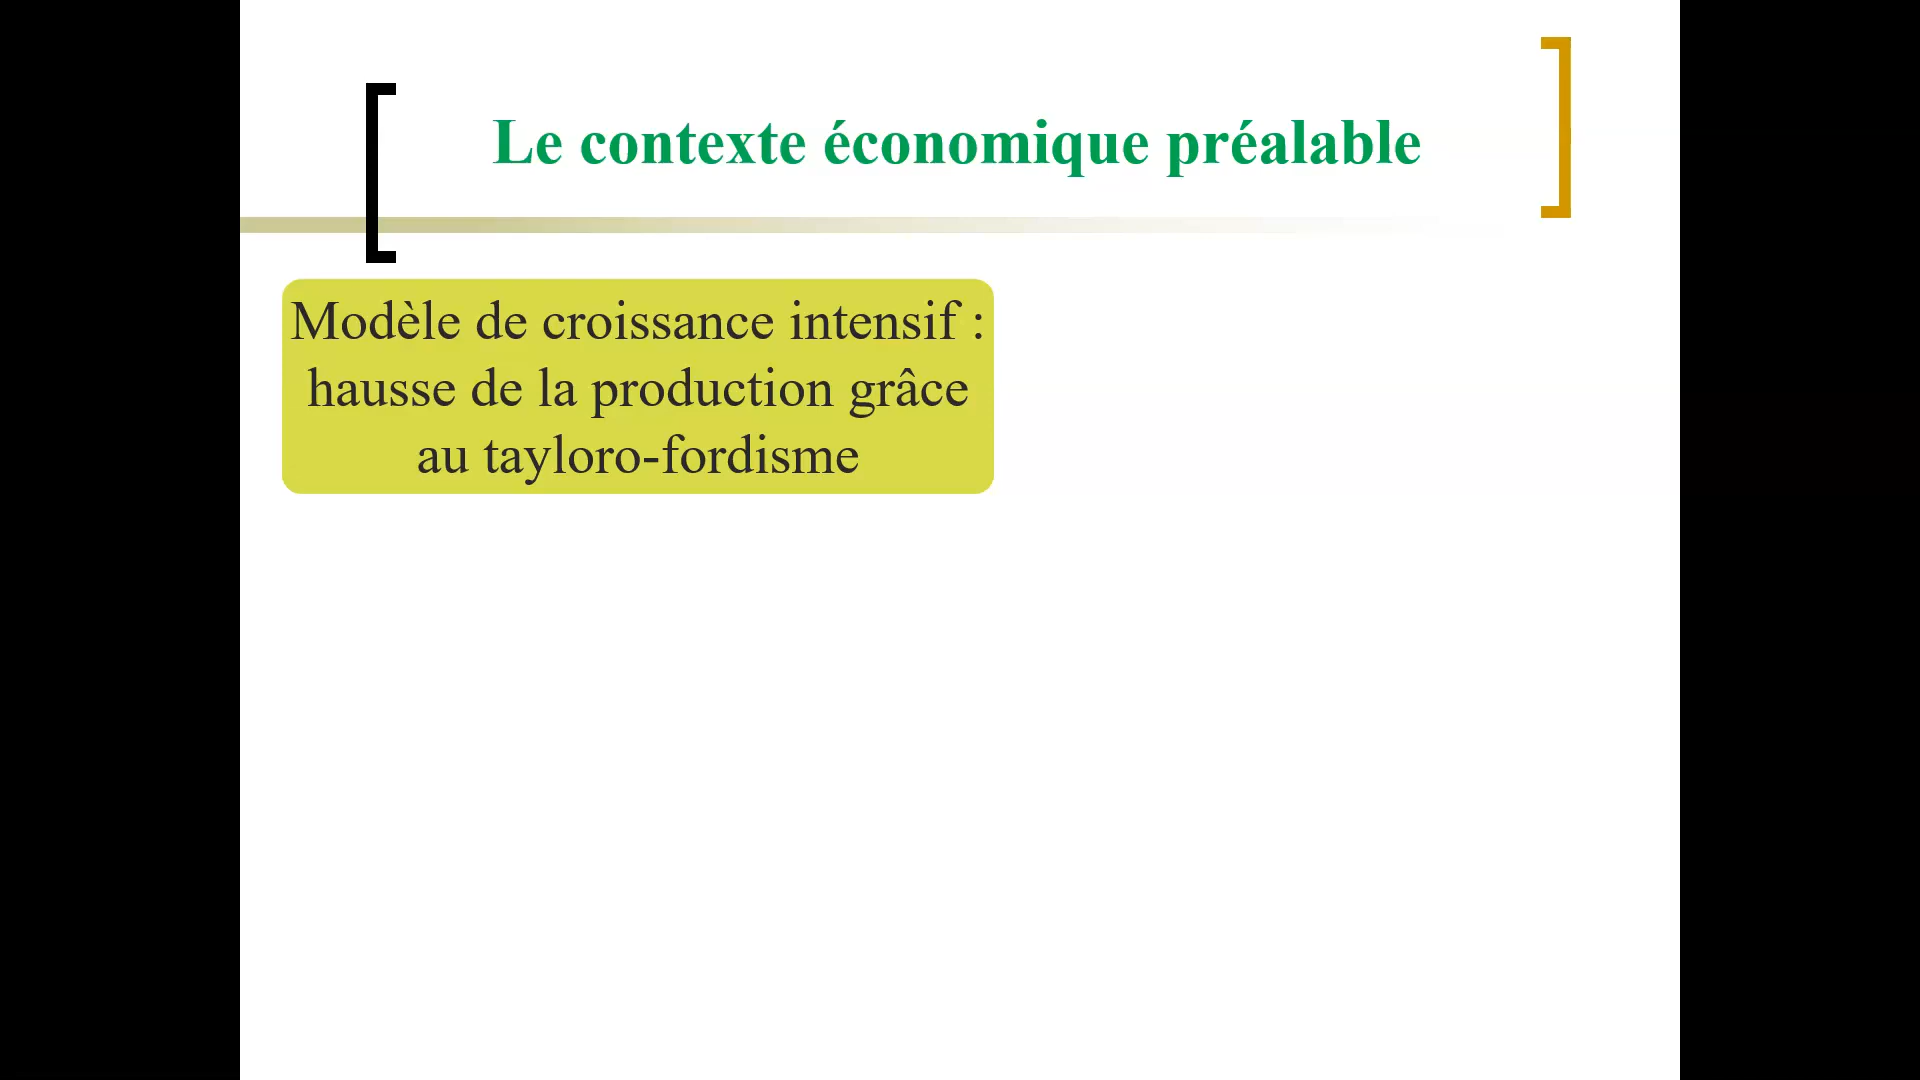 Le contexte économique préalable
Modèle de croissance intensif :
hausse de la production grâce
au tayloro-fordisme